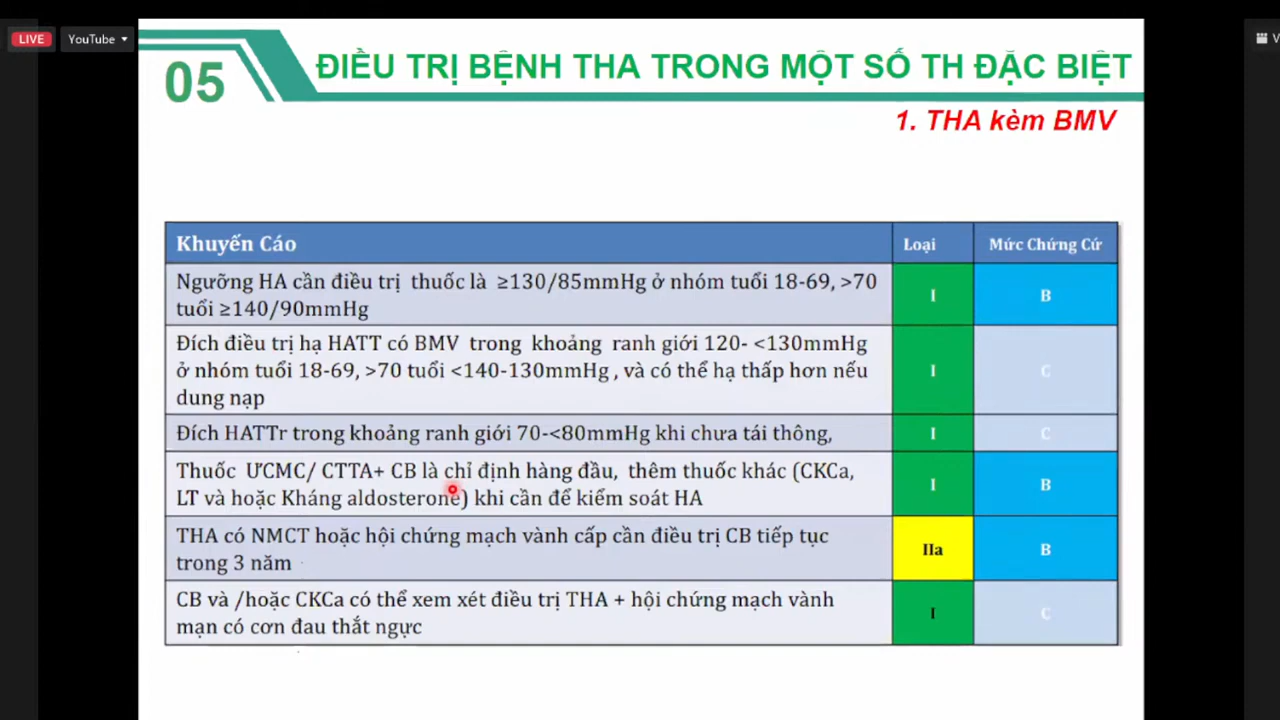 LIVE
YouTube
V
05
ĐIỀU TRỊ BỆNH THA TRONG MỘT SỐ TH ĐẶC BIỆT
1. THA kèm BMV
Khuyến Cáo
Loại
Mức Chứng Cứ
Ngưỡng HA cần điều trị thuốc là ≥130/85mmHg ở nhóm tuổi 18-69, >70
tuổi ≥140/90mmHg
I
B
Đích điều trị hạ HATT có BMV trong khoảng ranh giới 120- <130mmHg
ở nhóm tuổi 18-69, >70 tuổi <140-130mmHg , và có thể hạ thấp hơn nếu
dung nạp
I
C
Đích HATTr trong khoảng ranh giới 70-<80mmHg khi chưa tái thông,
I
C
Thuốc ƯCMC/ CTTA+ CB là chỉ định hàng đầu, thêm thuốc khác (CKCa,
LT và hoặc Kháng aldosterone) khi cần để kiểm soát HA
I
B
THA có NMCT hoặc hội chứng mạch vành cấp cần điều trị CB tiếp tục
trong 3 năm
IIa
B
CB và /hoặc CKCa có thể xem xét điều trị THA + hội chứng mạch vành
mạn có cơn đau thắt ngực
I
C